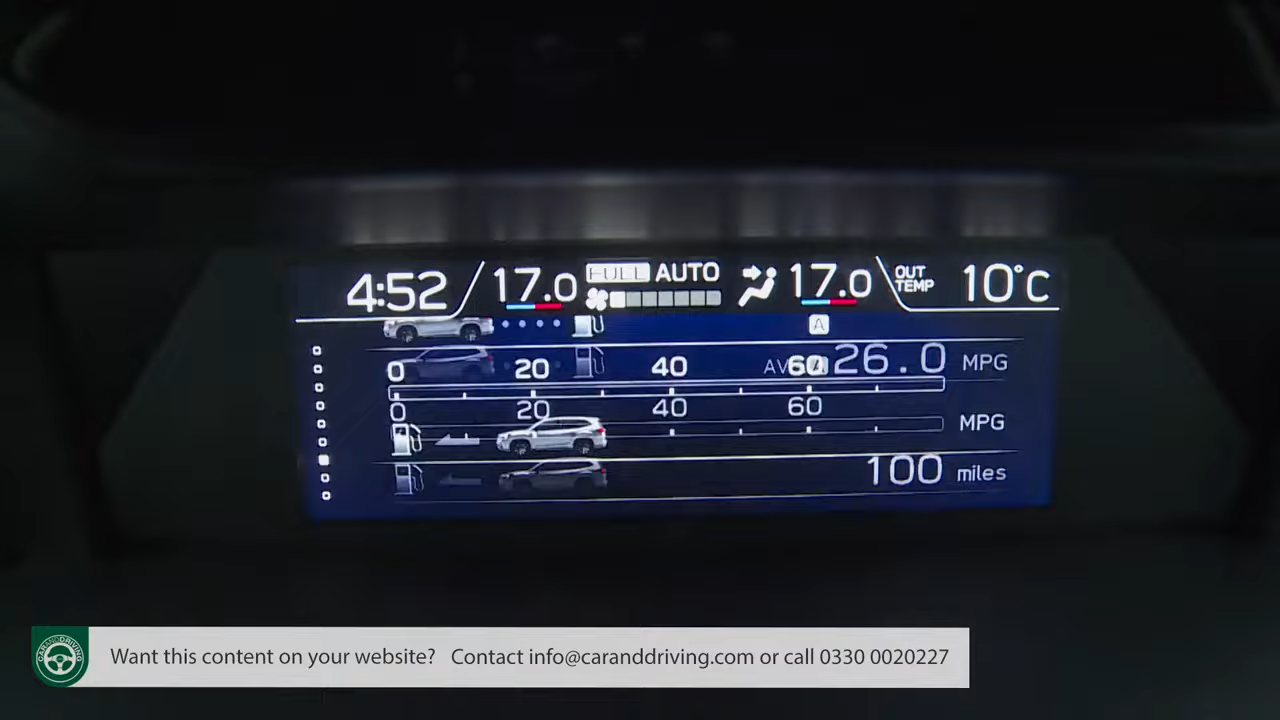 4:52 17.0 FULL AUTO 17.0 OUT TEMP 10°C
A
26.0 MPG
0 20 40 60
0 20 40 60
MPG
100 miles
CARANDDRIVING
Want this content on your website? Contact info@caranddriving.com or call 0330 0020227